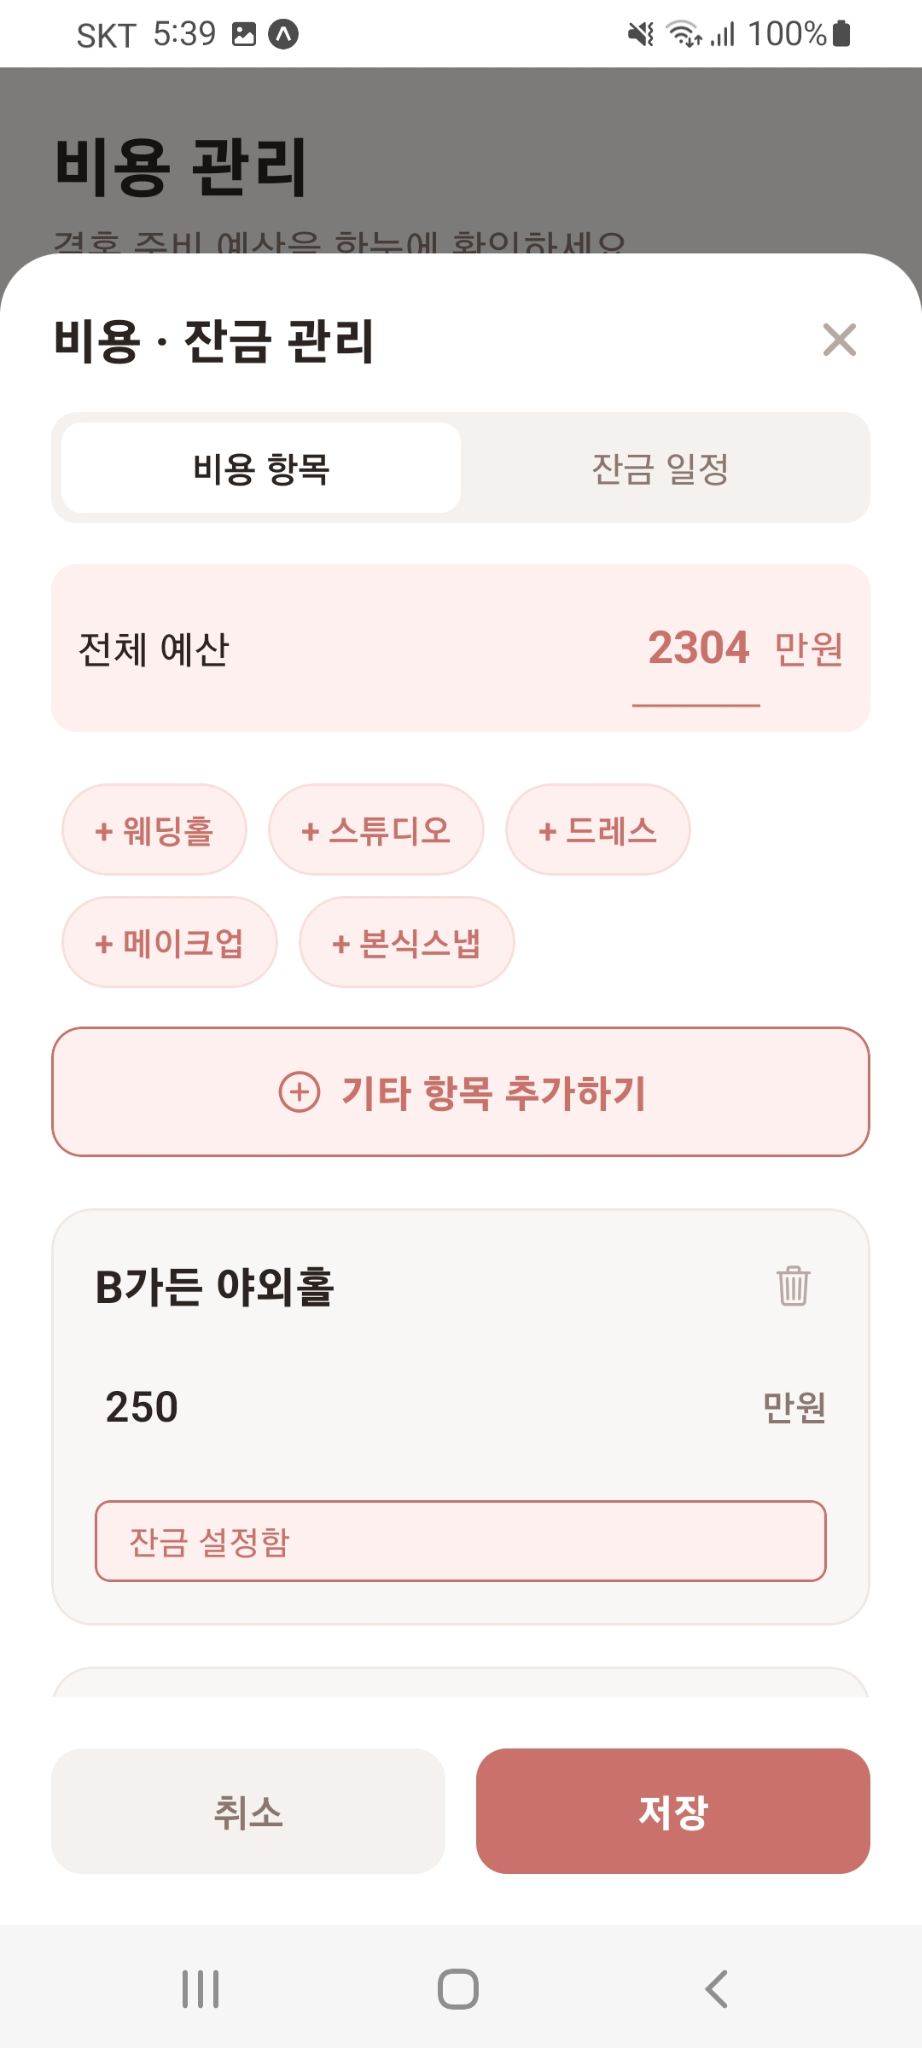 SKT 5:39 100%
비용 관리
결혼 준비 예산을 한눈에 확인하세요
비용 · 잔금 관리
비용 항목 잔금 일정
전체 예산 2304 만원
+ 웨딩홀 + 스튜디오 + 드레스
+ 메이크업 + 본식스냅
기타 항목 추가하기
B가든 야외홀
250 만원
잔금 설정함
취소 저장